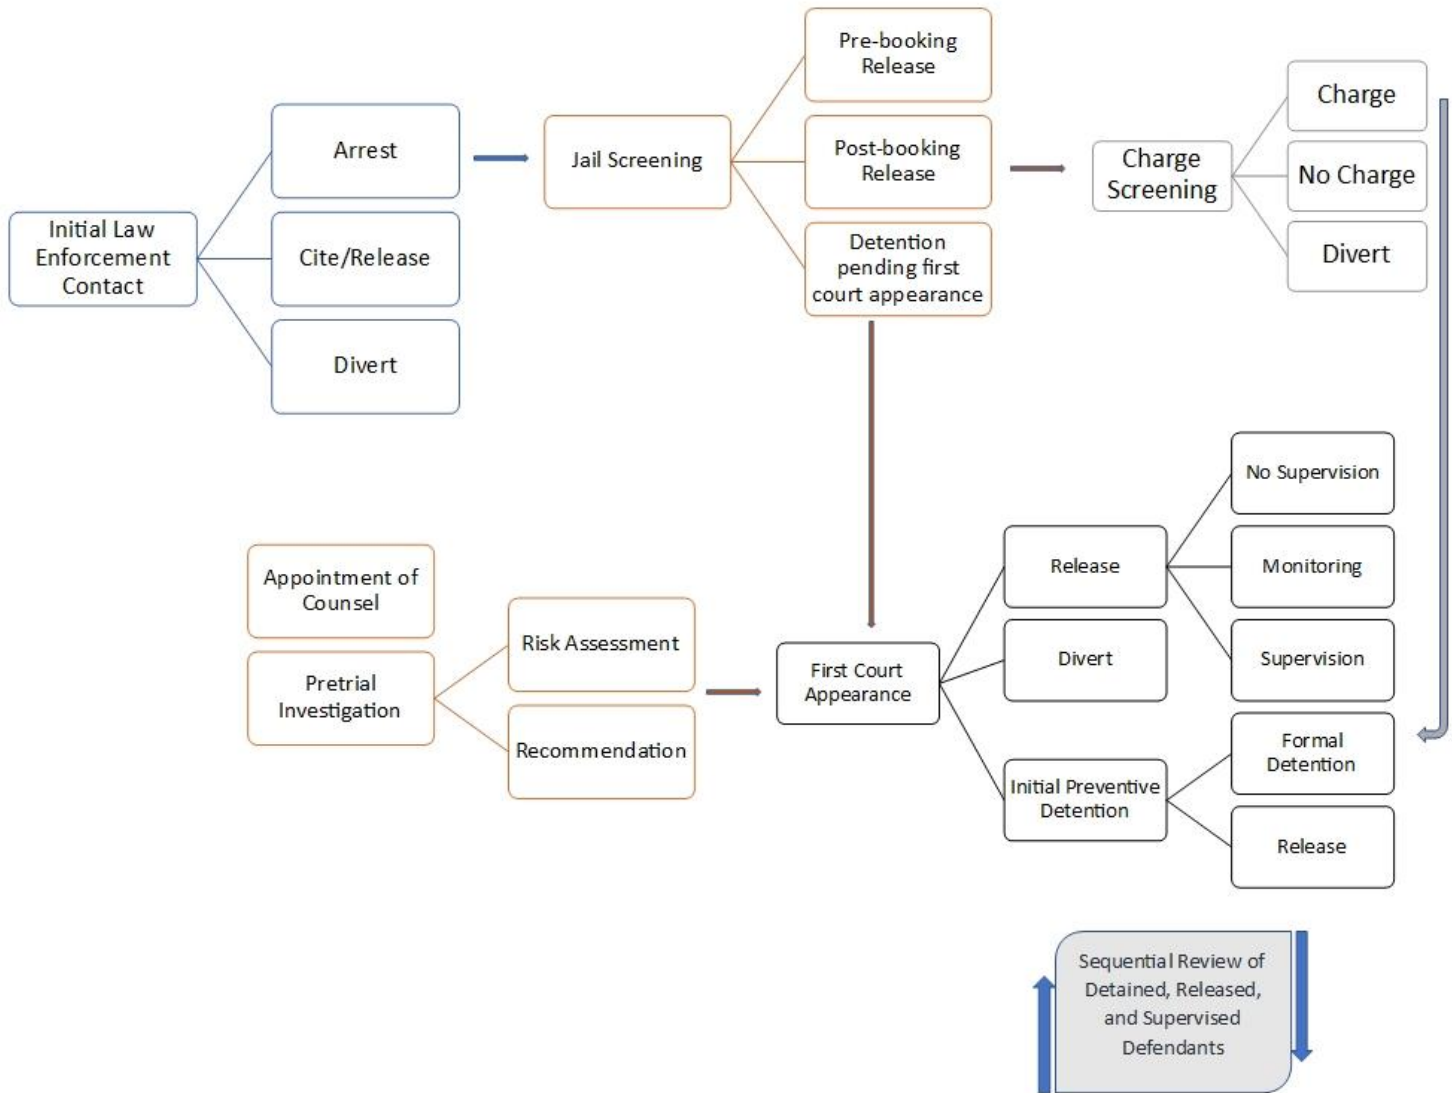 Initial Law
Enforcement
Contact
Arrest
Cite/Release
Divert
Jail Screening
Pre-booking
Release
Post-booking
Release
Detention
pending first
court appearance
Charge
Screening
Charge
No Charge
Divert
Appointment of
Counsel
Pretrial
Investigation
Risk Assessment
Recommendation
First Court
Appearance
Release
Divert
Initial Preventive
Detention
No Supervision
Monitoring
Supervision
Formal
Detention
Release
Sequential Review of
Detained, Released,
and Supervised
Defendants